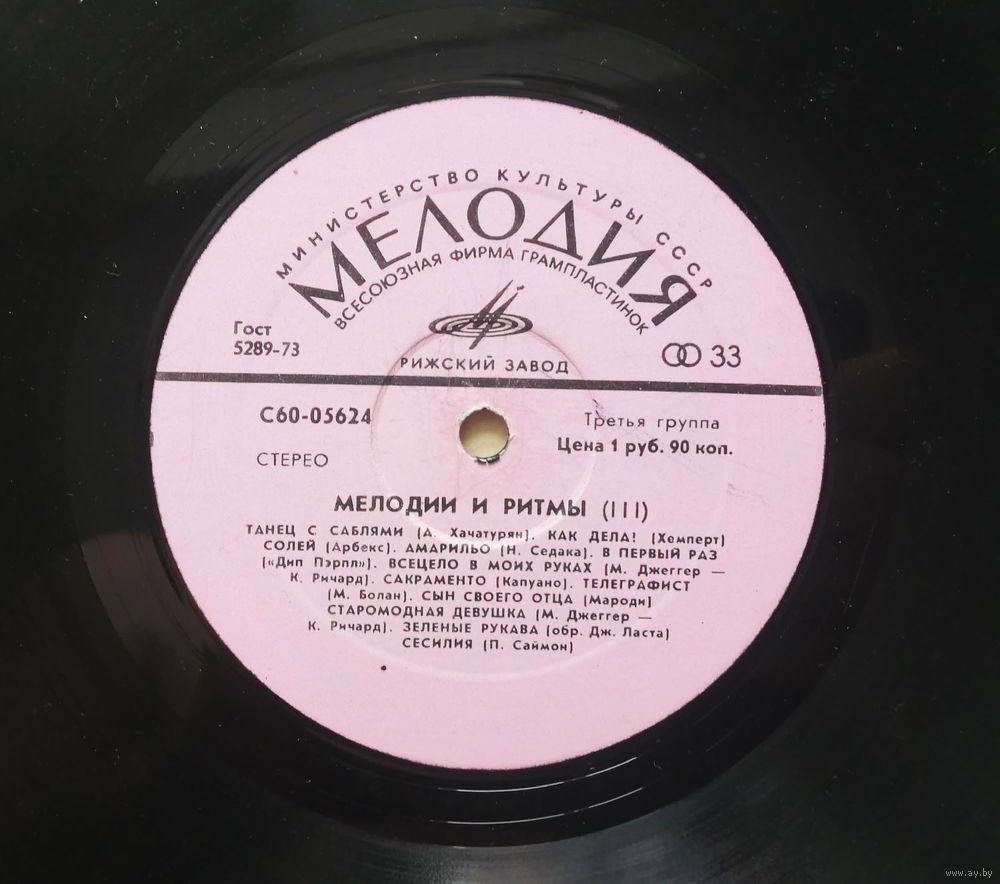 МИНИСТЕРСТВО КУЛЬТУРЫ СССР
МЕЛОДИЯ
ВСЕСОЮЗНАЯ ФИРМА ГРАМПЛАСТИНОК
Гост
5289-73
РИЖСКИЙ ЗАВОД
33
С60-05624
Третья группа
Цена 1 руб. 90 коп.
СТЕРЕО
МЕЛОДИИ И РИТМЫ (III)
ТАНЕЦ С САБЛЯМИ (А. Хачатурян). КАК ДЕЛА! (Хемперт)
СОЛЕЙ (Арбекс). АМАРИЛЬО (Н. Седака). В ПЕРВЫЙ РАЗ
(«Дип Пэрпл»). ВСЕЦЕЛО В МОИХ РУКАХ (М. Джеггер —
К. Ричард). САКРАМЕНТО (Капуано). ТЕЛЕГРАФИСТ
(М. Болан). СЫН СВОЕГО ОТЦА (Мароди)
СТАРОМОДНАЯ ДЕВУШКА (М. Джеггер —
К. Ричард). ЗЕЛЕНЫЕ РУКАВА (обр. Дж. Ласта)
СЕСИЛИЯ (П. Саймон)
www.ay.by